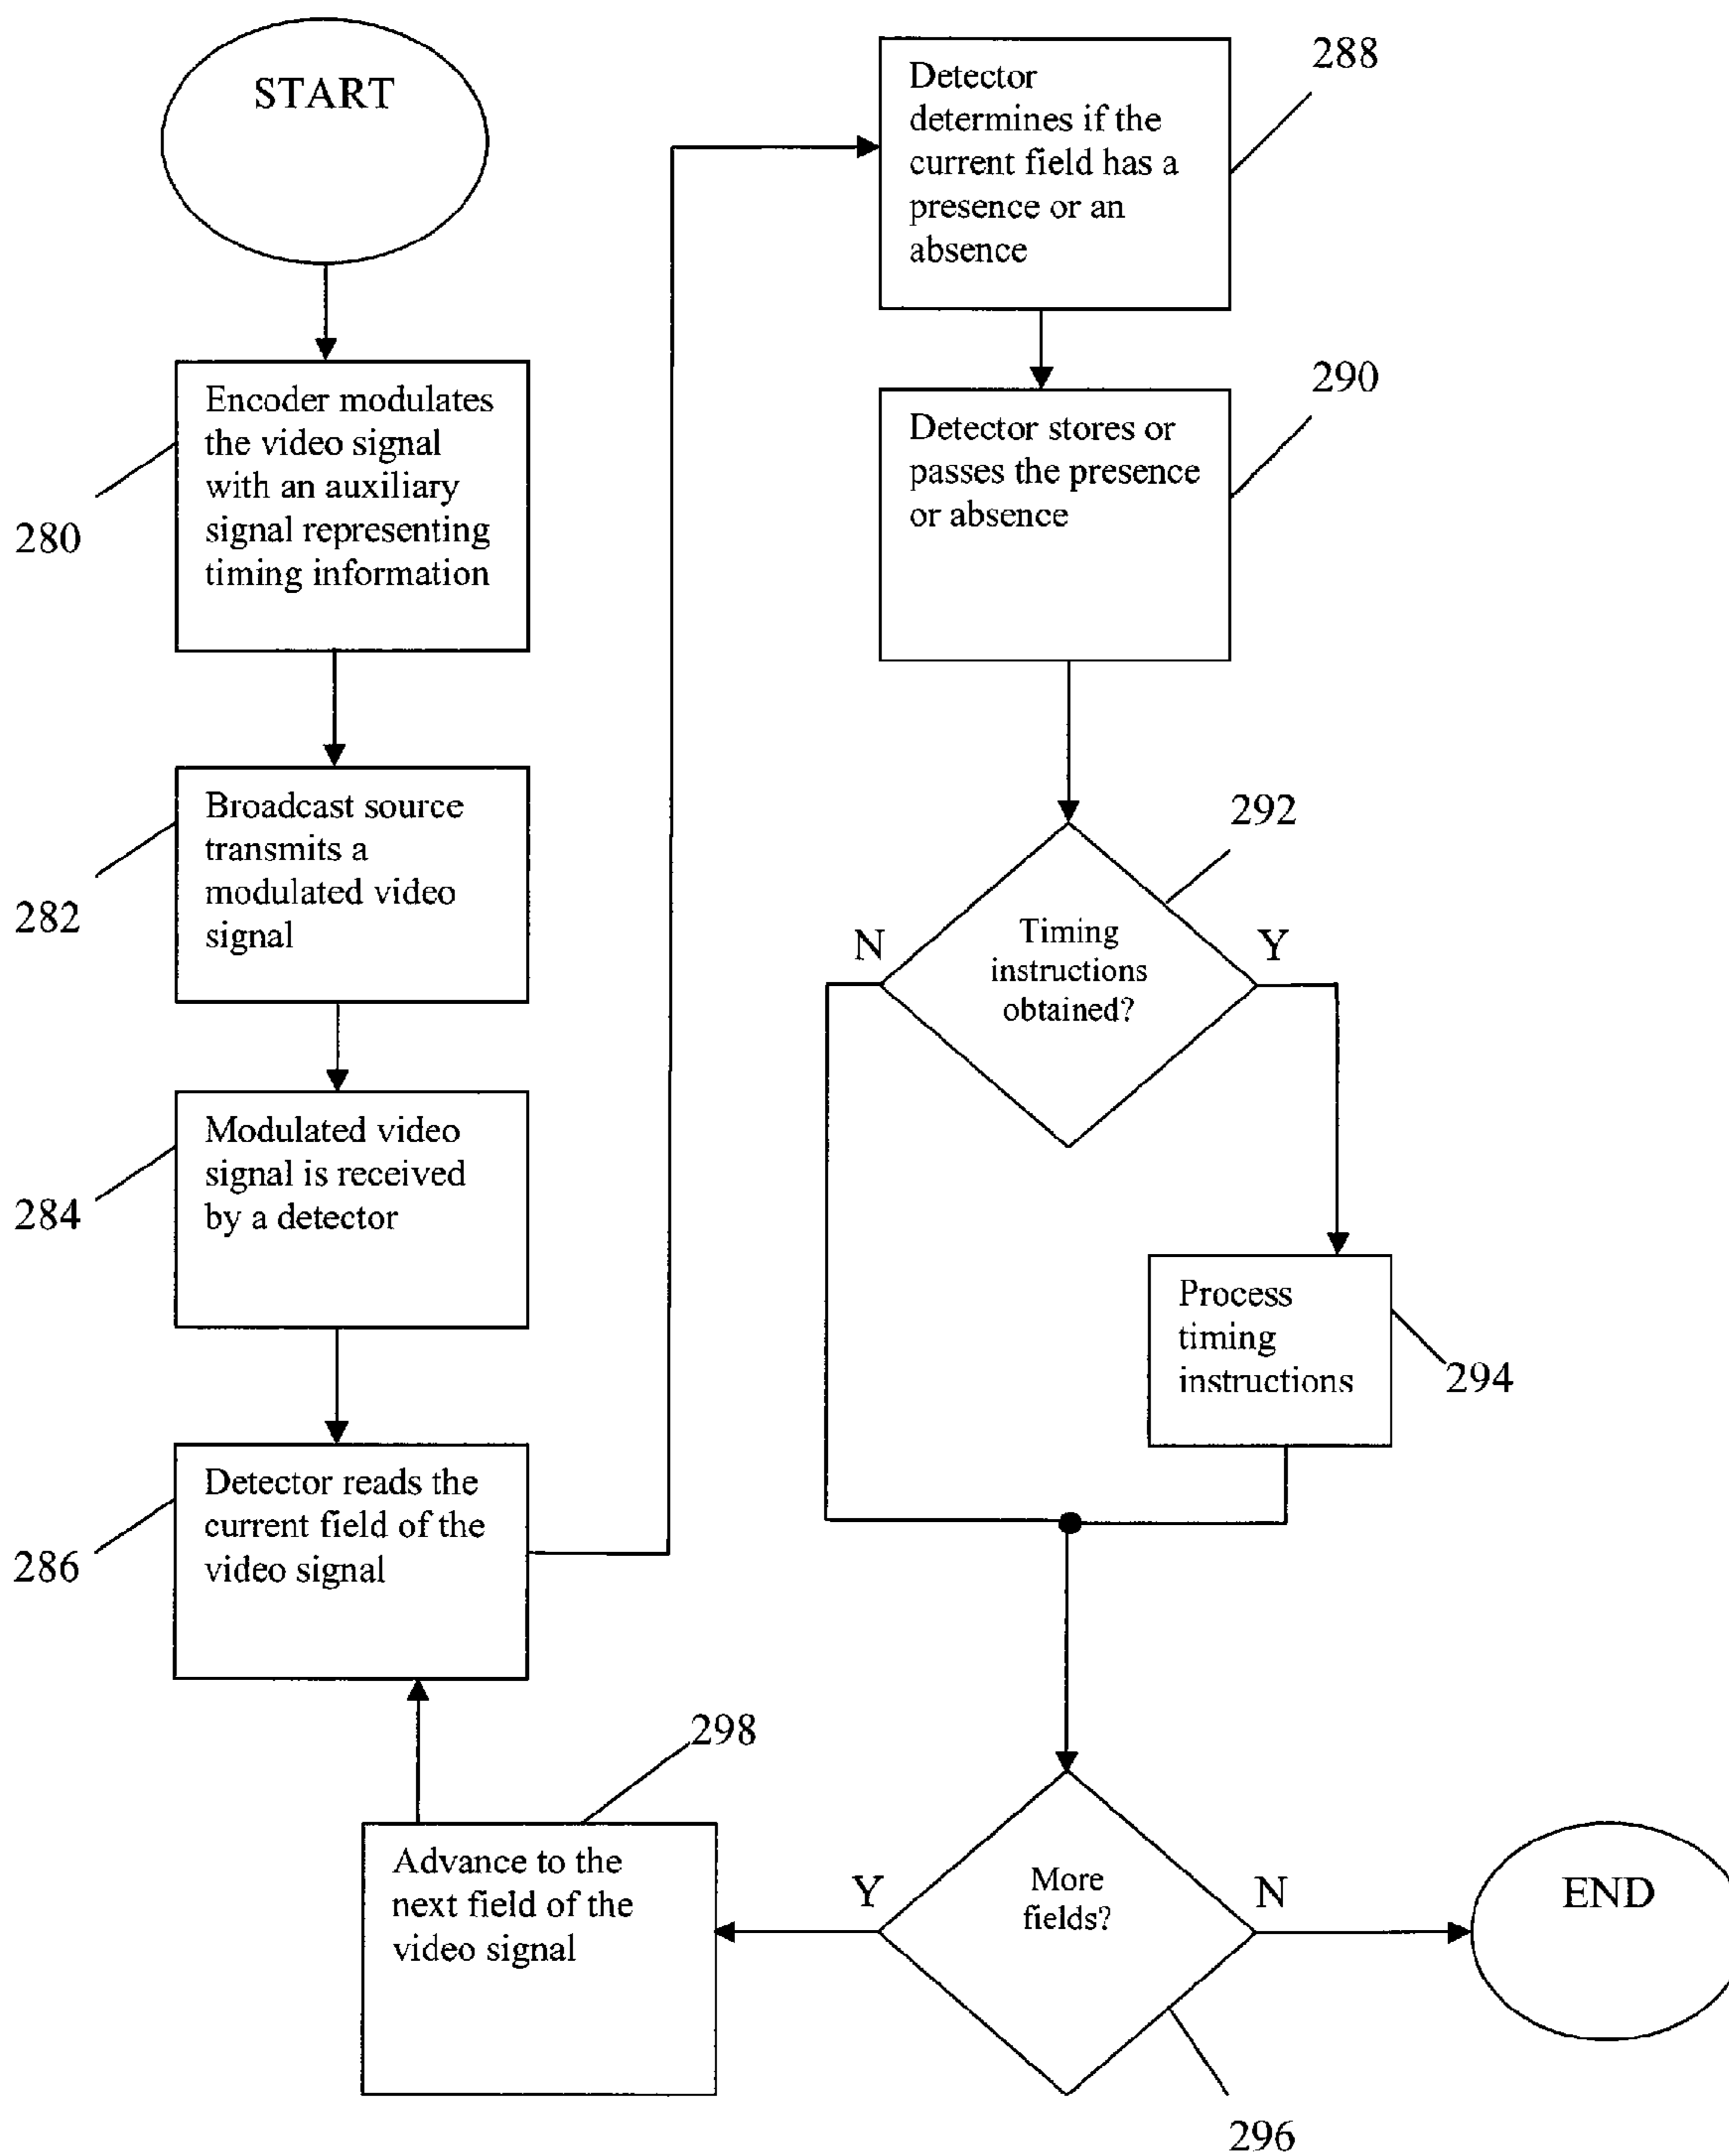 START
Encoder modulates
the video signal
with an auxiliary
signal representing
timing information
280
Broadcast source
transmits a
modulated video
signal
282
Modulated video
signal is received
by a detector
284
Detector reads the
current field of the
video signal
286
Detector
determines if the
current field has a
presence or an
absence
288
Detector stores or
passes the presence
or absence
290
Timing
instructions
obtained?
292
N
Y
Process
timing
instructions
294
More
fields?
296
Y
N
Advance to the
next field of the
video signal
298
END